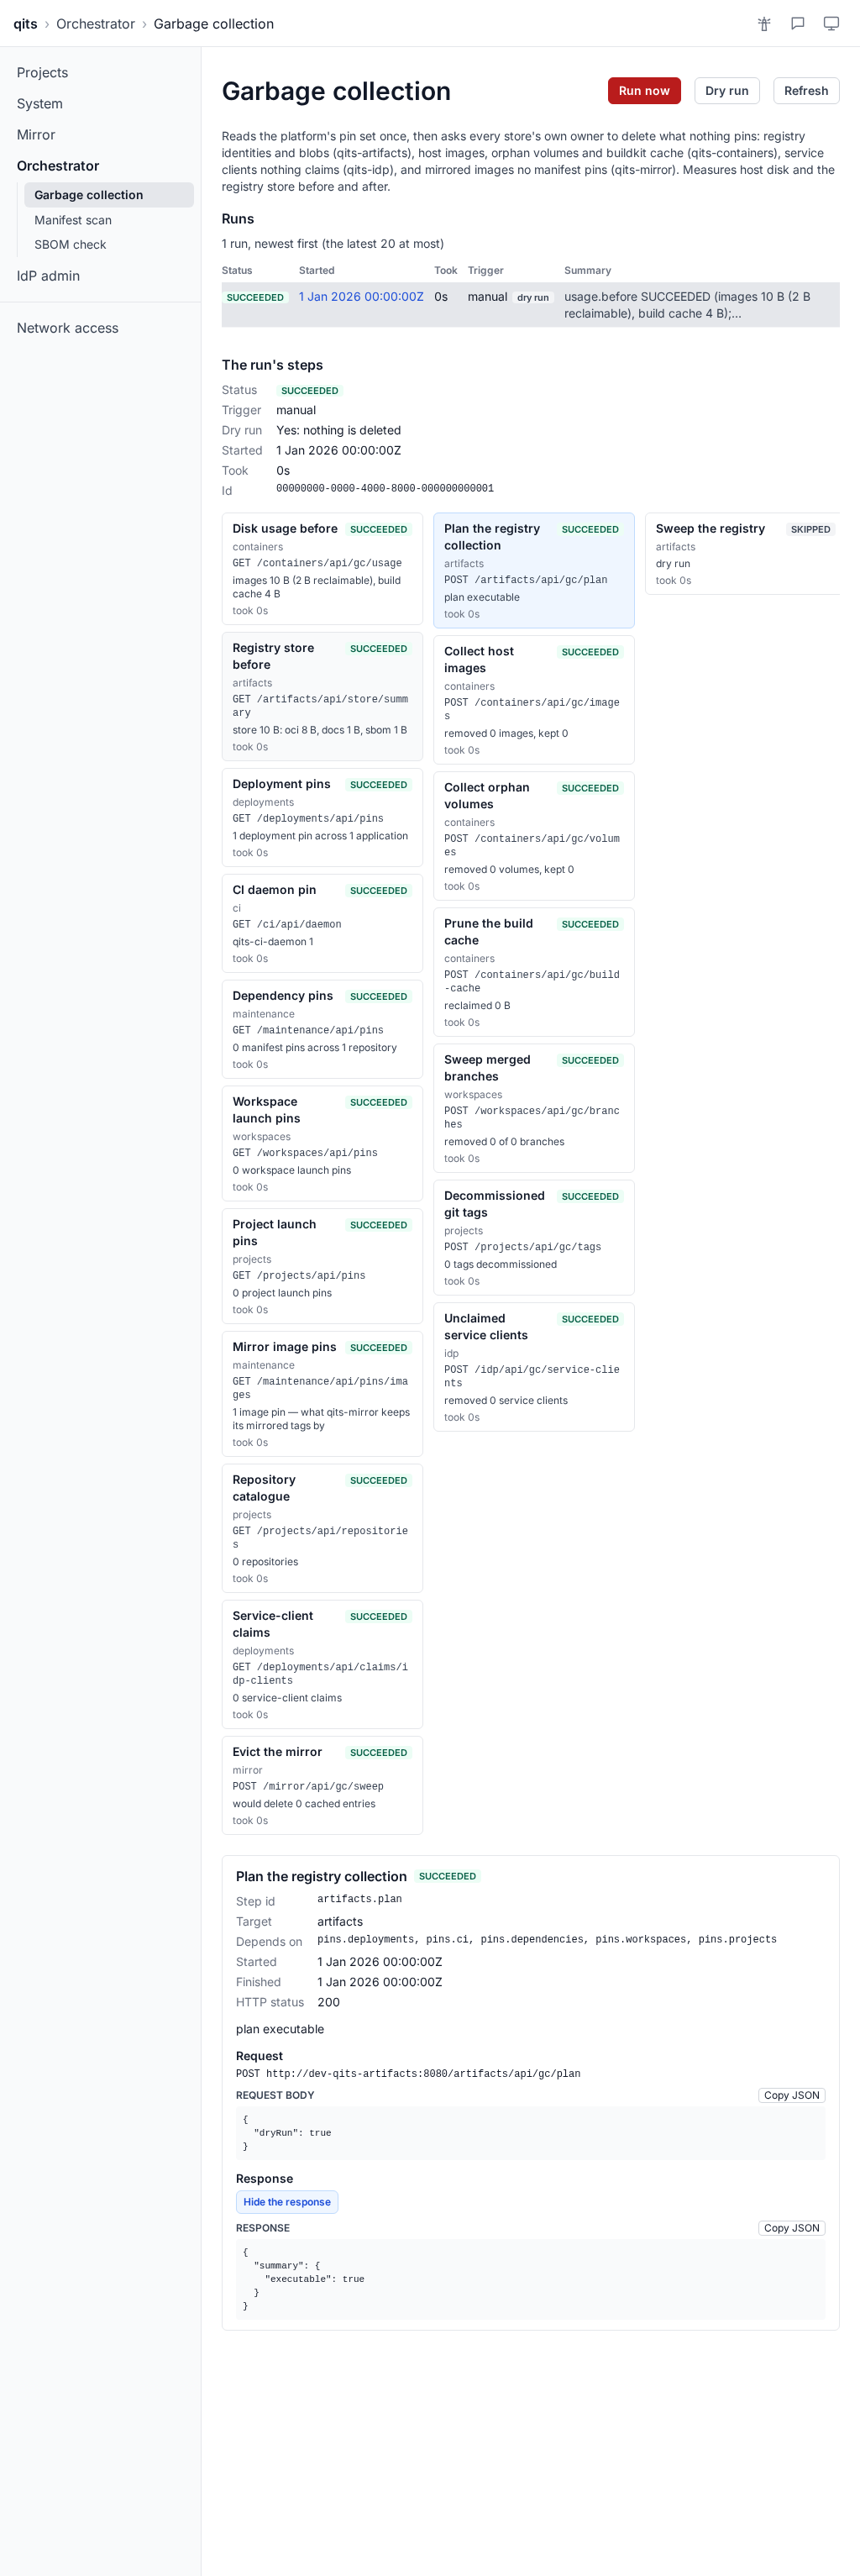 qits › Orchestrator › Garbage collection
Projects
System
Mirror
Orchestrator
Garbage collection
Manifest scan
SBOM check
IdP admin
Network access
Garbage collection
Run now
Dry run
Refresh
Reads the platform's pin set once, then asks every store's own owner to delete what nothing pins: registry
identities and blobs (qits-artifacts), host images, orphan volumes and buildkit cache (qits-containers), service
clients nothing claims (qits-idp), and mirrored images no manifest pins (qits-mirror). Measures host disk and the
registry store before and after.
Runs
1 run, newest first (the latest 20 at most)
Status Started Took Trigger Summary
SUCCEEDED 1 Jan 2026 00:00:00Z 0s manual dry run usage.before SUCCEEDED (images 10 B (2 B
reclaimable), build cache 4 B);...
The run's steps
Status SUCCEEDED
Trigger manual
Dry run Yes: nothing is deleted
Started 1 Jan 2026 00:00:00Z
Took 0s
Id 00000000-0000-4000-8000-000000000001
Disk usage before SUCCEEDED
containers
GET /containers/api/gc/usage
images 10 B (2 B reclaimable), build
cache 4 B
took 0s
Registry store
before
SUCCEEDED
artifacts
GET /artifacts/api/store/summ
ary
store 10 B: oci 8 B, docs 1 B, sbom 1 B
took 0s
Deployment pins SUCCEEDED
deployments
GET /deployments/api/pins
1 deployment pin across 1 application
took 0s
CI daemon pin SUCCEEDED
ci
GET /ci/api/daemon
qits-ci-daemon 1
took 0s
Dependency pins SUCCEEDED
maintenance
GET /maintenance/api/pins
0 manifest pins across 1 repository
took 0s
Workspace
launch pins
SUCCEEDED
workspaces
GET /workspaces/api/pins
0 workspace launch pins
took 0s
Project launch
pins
SUCCEEDED
projects
GET /projects/api/pins
0 project launch pins
took 0s
Mirror image pins SUCCEEDED
maintenance
GET /maintenance/api/pins/ima
ges
1 image pin — what qits-mirror keeps
its mirrored tags by
took 0s
Repository
catalogue
SUCCEEDED
projects
GET /projects/api/repositorie
s
0 repositories
took 0s
Service-client
claims
SUCCEEDED
deployments
GET /deployments/api/claims/i
dp-clients
0 service-client claims
took 0s
Evict the mirror SUCCEEDED
mirror
POST /mirror/api/gc/sweep
would delete 0 cached entries
took 0s
Plan the registry
collection
SUCCEEDED
artifacts
POST /artifacts/api/gc/plan
plan executable
took 0s
Collect host
images
SUCCEEDED
containers
POST /containers/api/gc/image
s
removed 0 images, kept 0
took 0s
Collect orphan
volumes
SUCCEEDED
containers
POST /containers/api/gc/volum
es
removed 0 volumes, kept 0
took 0s
Prune the build
cache
SUCCEEDED
containers
POST /containers/api/gc/build
-cache
reclaimed 0 B
took 0s
Sweep merged
branches
SUCCEEDED
workspaces
POST /workspaces/api/gc/branc
hes
removed 0 of 0 branches
took 0s
Decommissioned
git tags
SUCCEEDED
projects
POST /projects/api/gc/tags
0 tags decommissioned
took 0s
Unclaimed
service clients
SUCCEEDED
idp
POST /idp/api/gc/service-clie
nts
removed 0 service clients
took 0s
Sweep the registry SKIPPED
artifacts
dry run
took 0s
Plan the registry collection SUCCEEDED
Step id artifacts.plan
Target artifacts
Depends on pins.deployments, pins.ci, pins.dependencies, pins.workspaces, pins.projects
Started 1 Jan 2026 00:00:00Z
Finished 1 Jan 2026 00:00:00Z
HTTP status 200
plan executable
Request
POST http://dev-qits-artifacts:8080/artifacts/api/gc/plan
REQUEST BODY Copy JSON
{
"dryRun": true
}
Response
Hide the response
RESPONSE Copy JSON
{
"summary": {
"executable": true
}
}